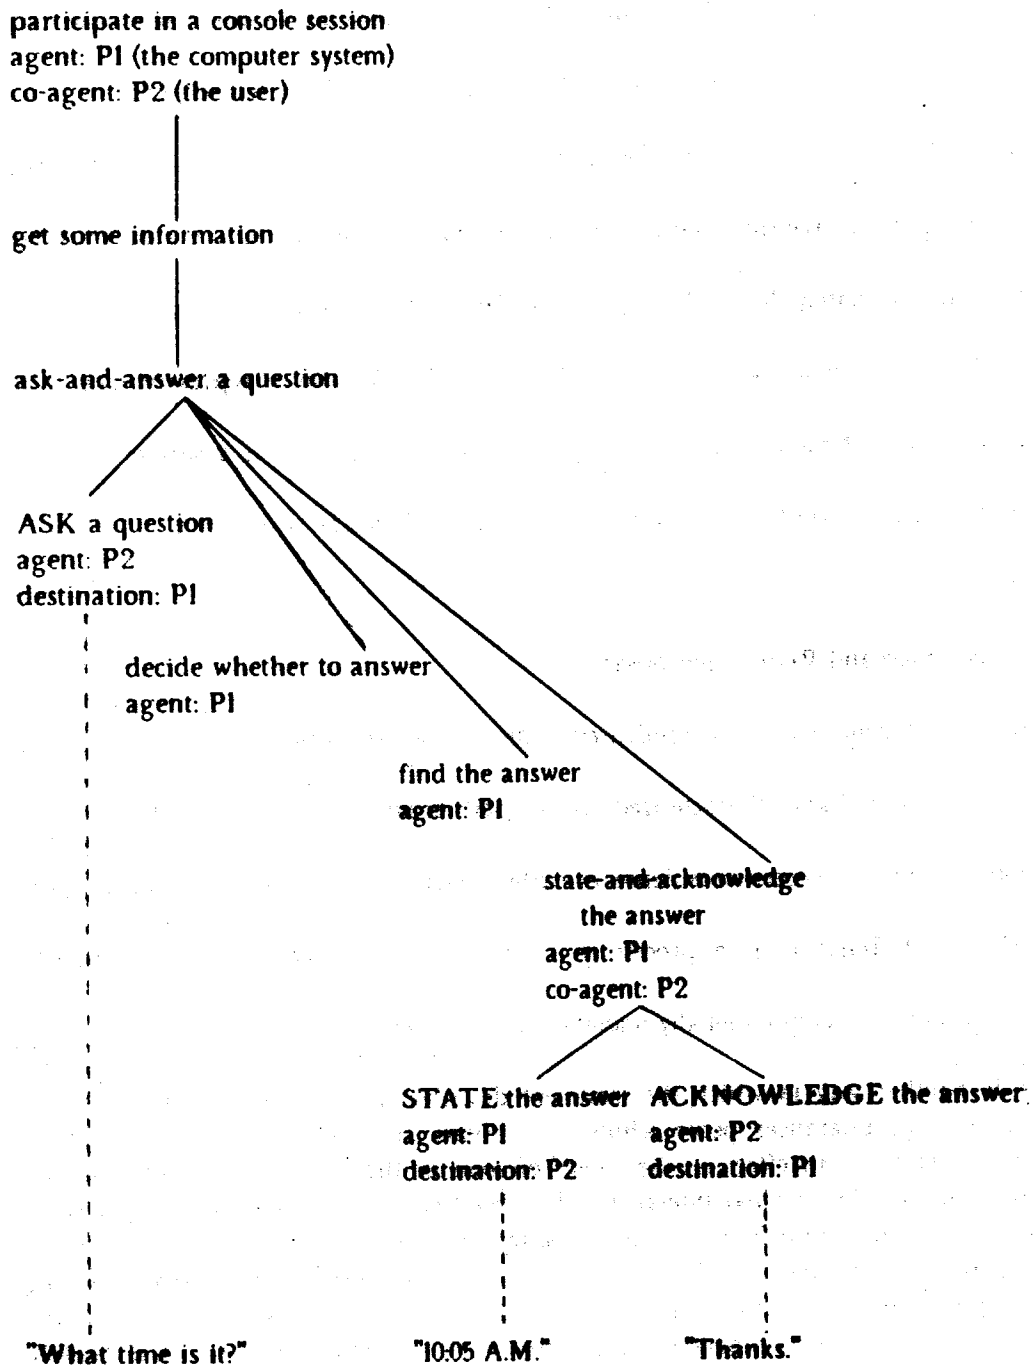 participate in a console session
agent: P1 (the computer system)
co-agent: P2 (the user)
get some information
ask-and-answer a question
ASK a question
agent: P2
destination: P1
decide whether to answer
agent: P1
find the answer
agent: P1
state-and-acknowledge
the answer
agent: P1
co-agent: P2
STATE the answer
agent: P1
destination: P2
ACKNOWLEDGE the answer
agent: P2
destination: P1
"What time is it?"
"10:05 A.M."
"Thanks."